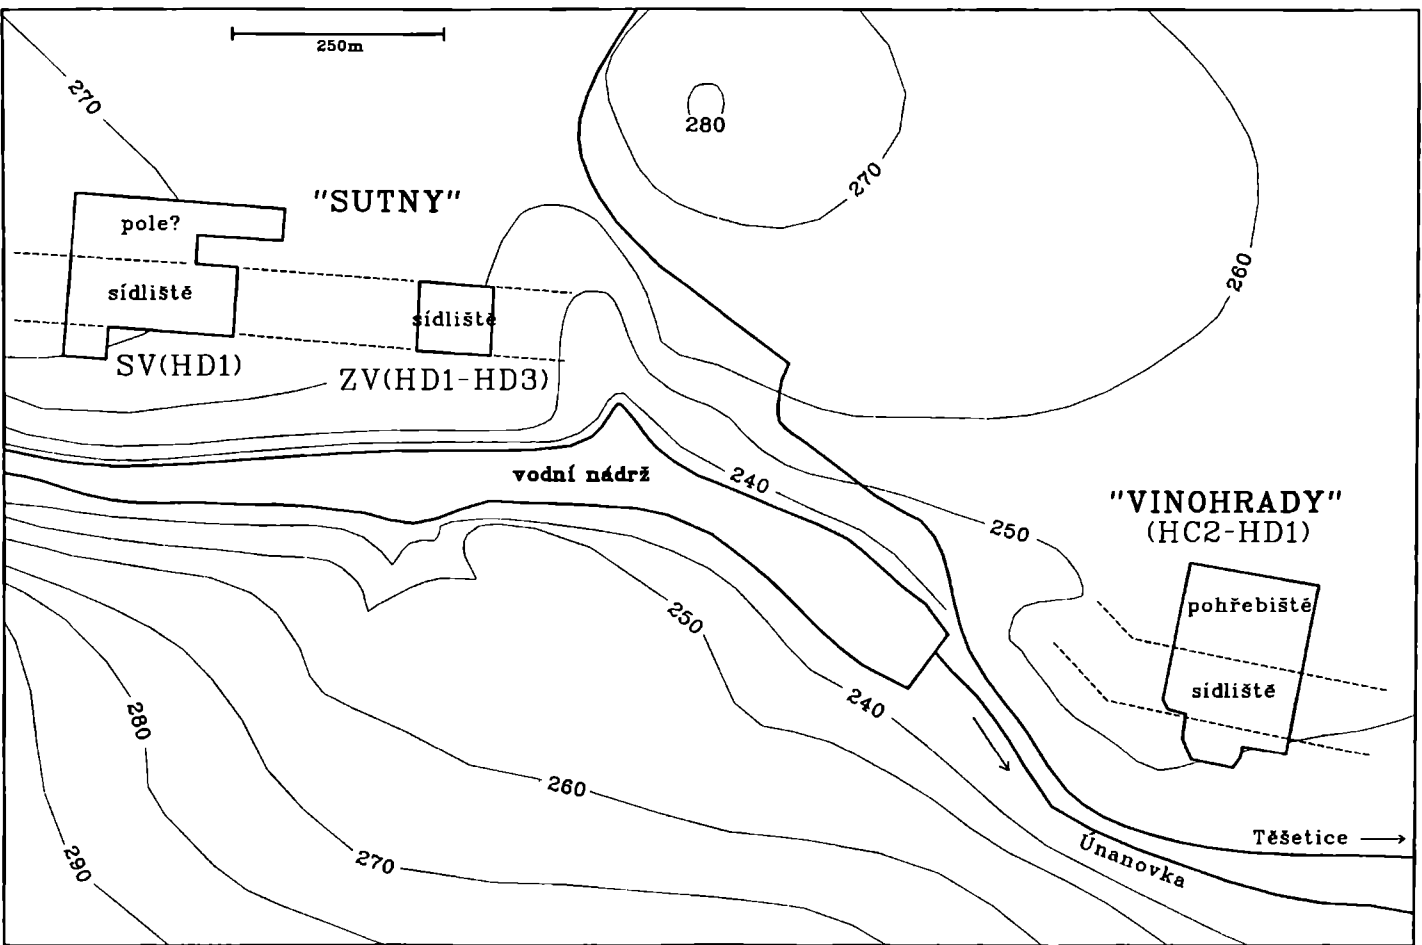 250m
270
280
"SUTNY"
270
pole?
260
sídliště
sídliště
SV(HD1)
ZV(HD1-HD3)
vodní nádrž
240
"VINOHRADY"
(HC2-HD1)
250
pohřebiště
250
sídliště
240
280
260
Těšetice
Únanovka
290
270